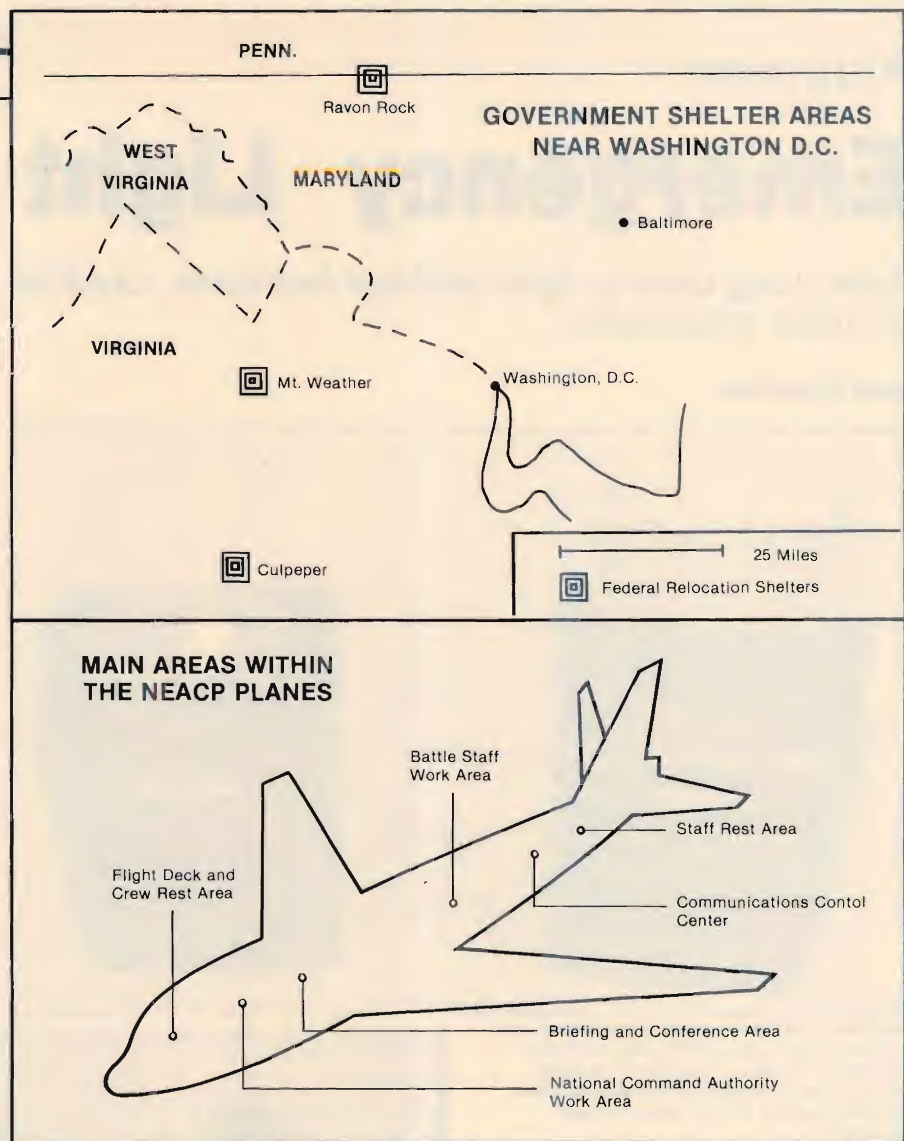 PENN.
Ravon Rock
GOVERNMENT SHELTER AREAS
NEAR WASHINGTON D.C.
WEST
VIRGINIA
MARYLAND
Baltimore
VIRGINIA
Mt. Weather
Washington, D.C.
Culpeper
25 Miles
Federal Relocation Shelters
MAIN AREAS WITHIN
THE NEACP PLANES
Battle Staff
Work Area
Staff Rest Area
Flight Deck and
Crew Rest Area
Communications Contol
Center
Briefing and Conference Area
National Command Authority
Work Area